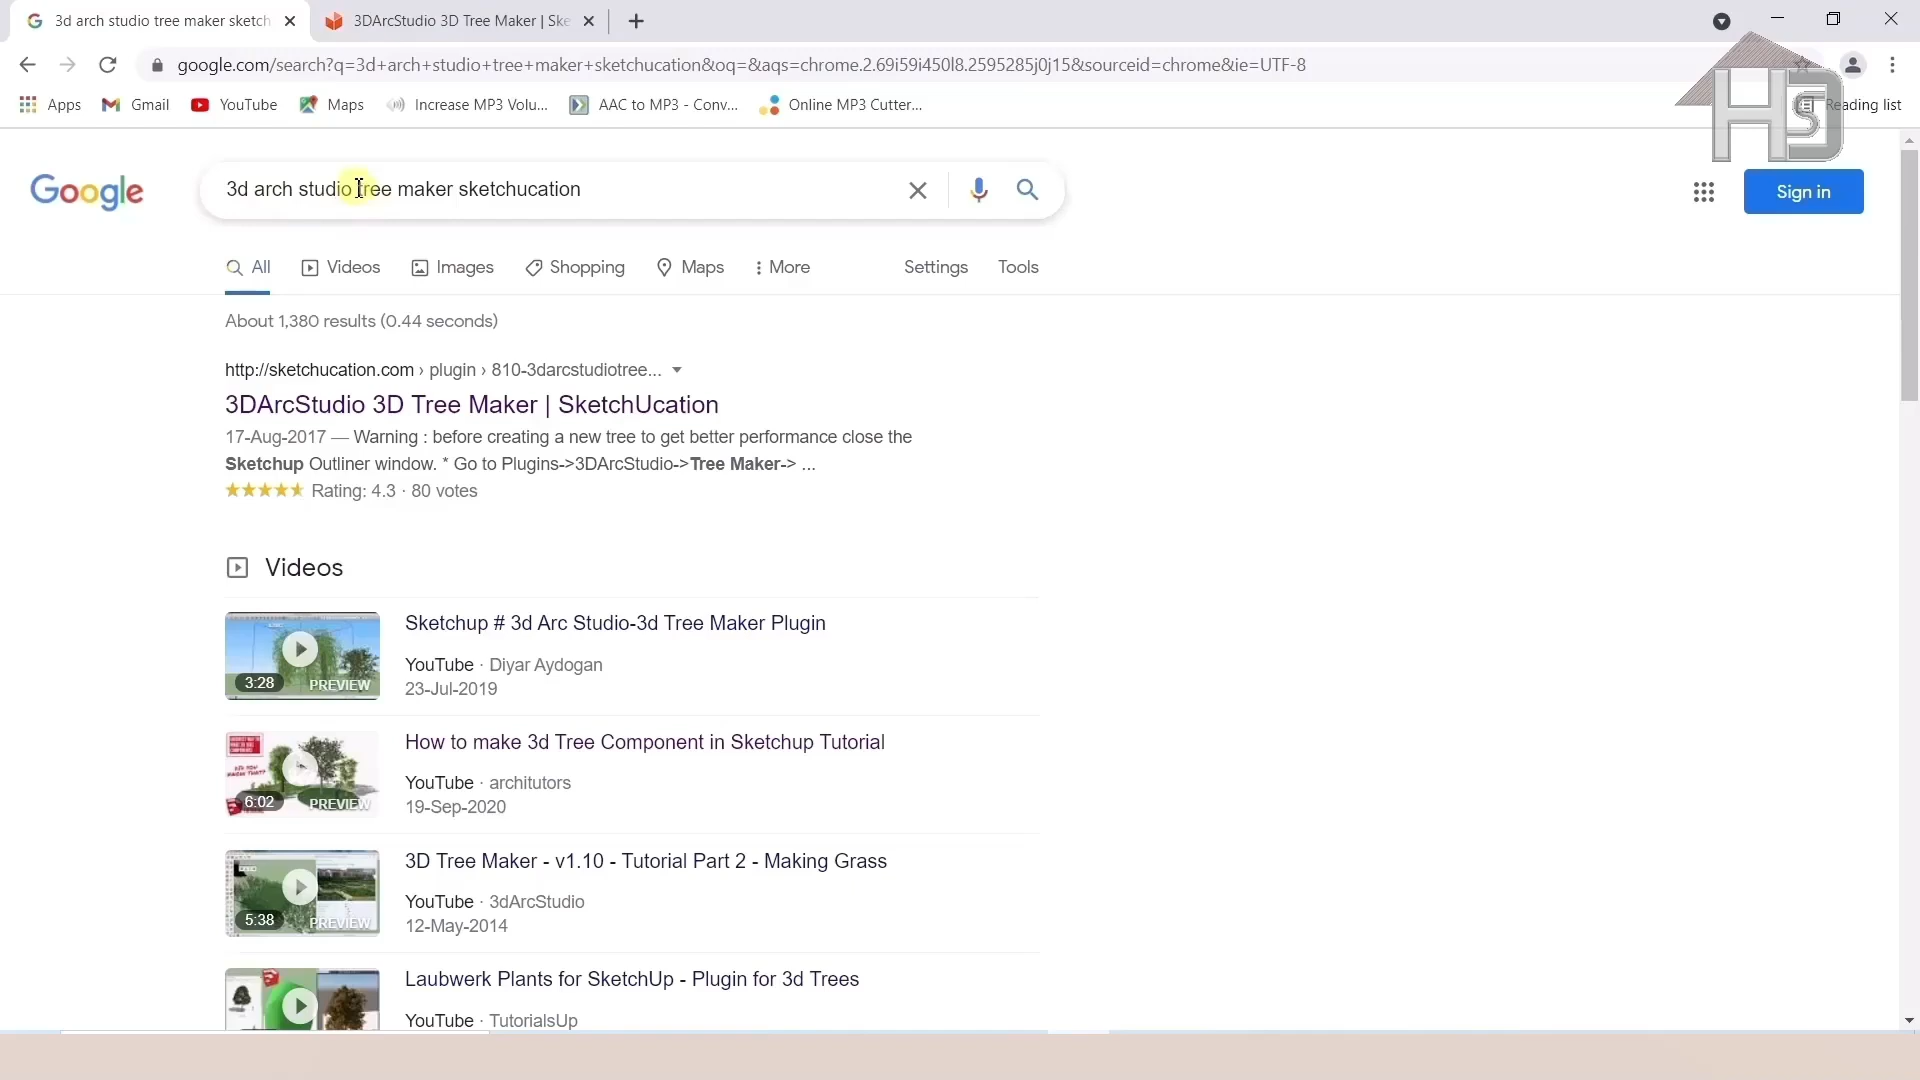 3d arch studio tree maker sketch
3DArcStudio 3D Tree Maker | Ske
google.com/search?q=3d+arch+studio+tree+maker+sketchucation&oq=&aqs=chrome.2.69i59i450l8.2595285j0j15&sourceid=chrome&ie=UTF-8
Apps Gmail YouTube Maps Increase MP3 Volu... AAC to MP3 - Conv... Online MP3 Cutter... Reading list
HSD
Google 3d arch studio tree maker sketchucation Sign in
All Videos Images Shopping Maps More Settings Tools
About 1,380 results (0.44 seconds)
http://sketchucation.com › plugin › 810-3darcstudiotree...
3DArcStudio 3D Tree Maker | SketchUcation
17-Aug-2017 — Warning : before creating a new tree to get better performance close the
Sketchup Outliner window. * Go to Plugins->3DArcStudio->Tree Maker-> ...
Rating: 4.3 · 80 votes
Videos
Sketchup # 3d Arc Studio-3d Tree Maker Plugin
YouTube · Diyar Aydogan
23-Jul-2019
3:28 PREVIEW
How to make 3d Tree Component in Sketchup Tutorial
YouTube · architutors
19-Sep-2020
6:02 PREVIEW
3D Tree Maker - v1.10 - Tutorial Part 2 - Making Grass
YouTube · 3dArcStudio
12-May-2014
5:38 PREVIEW
Laubwerk Plants for SketchUp - Plugin for 3d Trees
YouTube · TutorialsUp